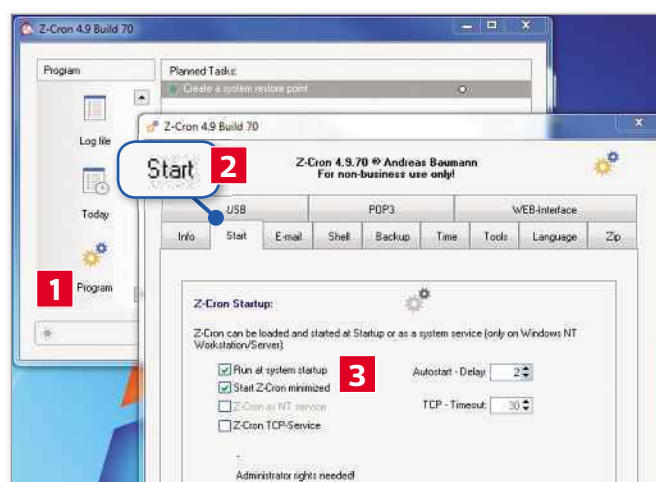 Z-Cron 4.9 Build 70
Program
Planned Tasks:
Create a system restore point
Log file
Today
Program
1
Z-Cron 4.9 Build 70
Start
2
Z-Cron 4.9.70 © Andreas Baumann
For non-business use only!
USB
POP3
WEB-Interface
Info
Start
E-mail
Shell
Backup
Time
Tools
Language
Zip
Z-Cron Startup:
Z-Cron can be loaded and started at Startup or as a system service (only on Windows NT
Workstation/Server)
Run at system startup
Start Z-Cron minimized
Z-Cron as NT service
Z-Cron TCP-Service
3
Autostart - Delay:
2
TCP - Timeout:
30
-
Administrator rights needed!